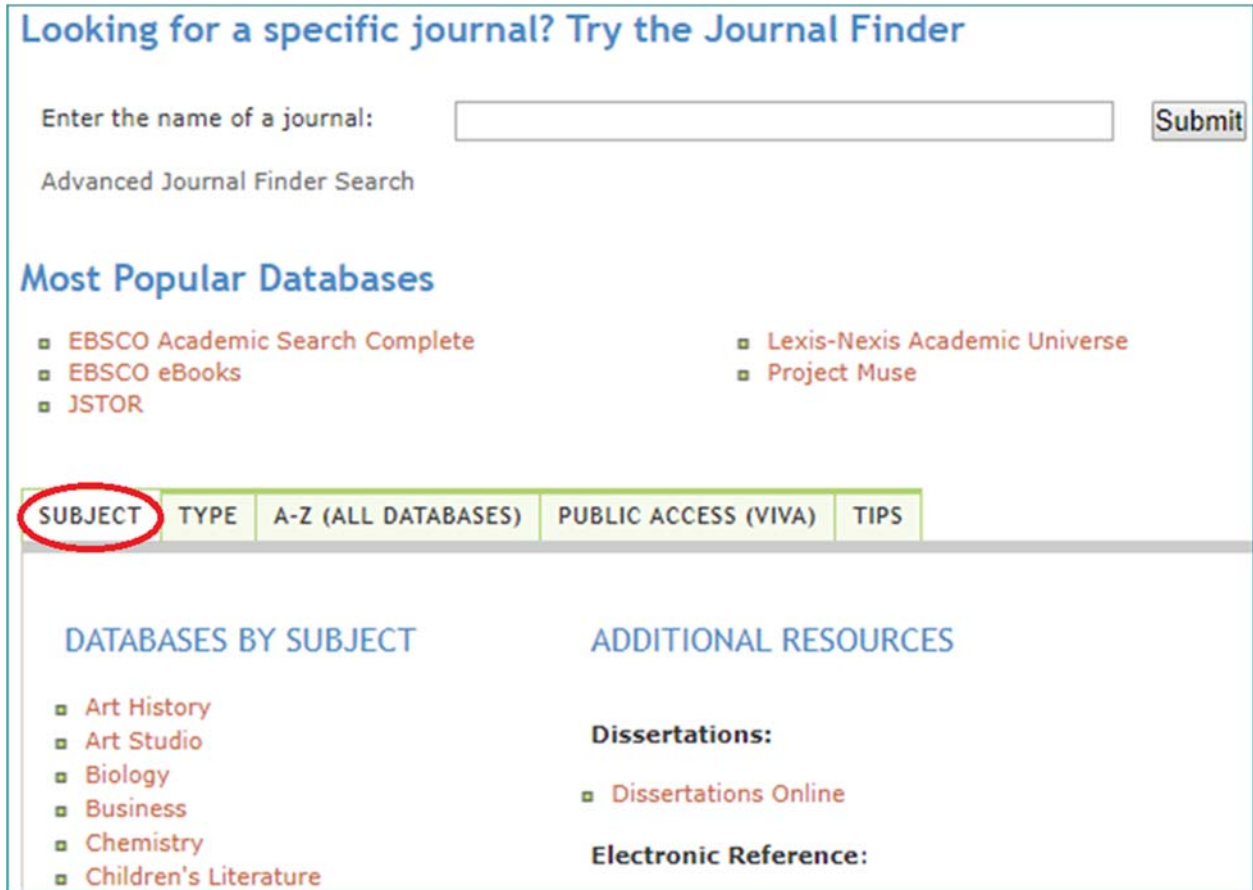 Looking for a specific journal? Try the Journal Finder
Enter the name of a journal: Submit
Advanced Journal Finder Search
Most Popular Databases
EBSCO Academic Search Complete
EBSCO eBooks
JSTOR
Lexis-Nexis Academic Universe
Project Muse
SUBJECT TYPE A-Z (ALL DATABASES) PUBLIC ACCESS (VIVA) TIPS
DATABASES BY SUBJECT
Art History
Art Studio
Biology
Business
Chemistry
Children's Literature
ADDITIONAL RESOURCES
Dissertations:
Dissertations Online
Electronic Reference: